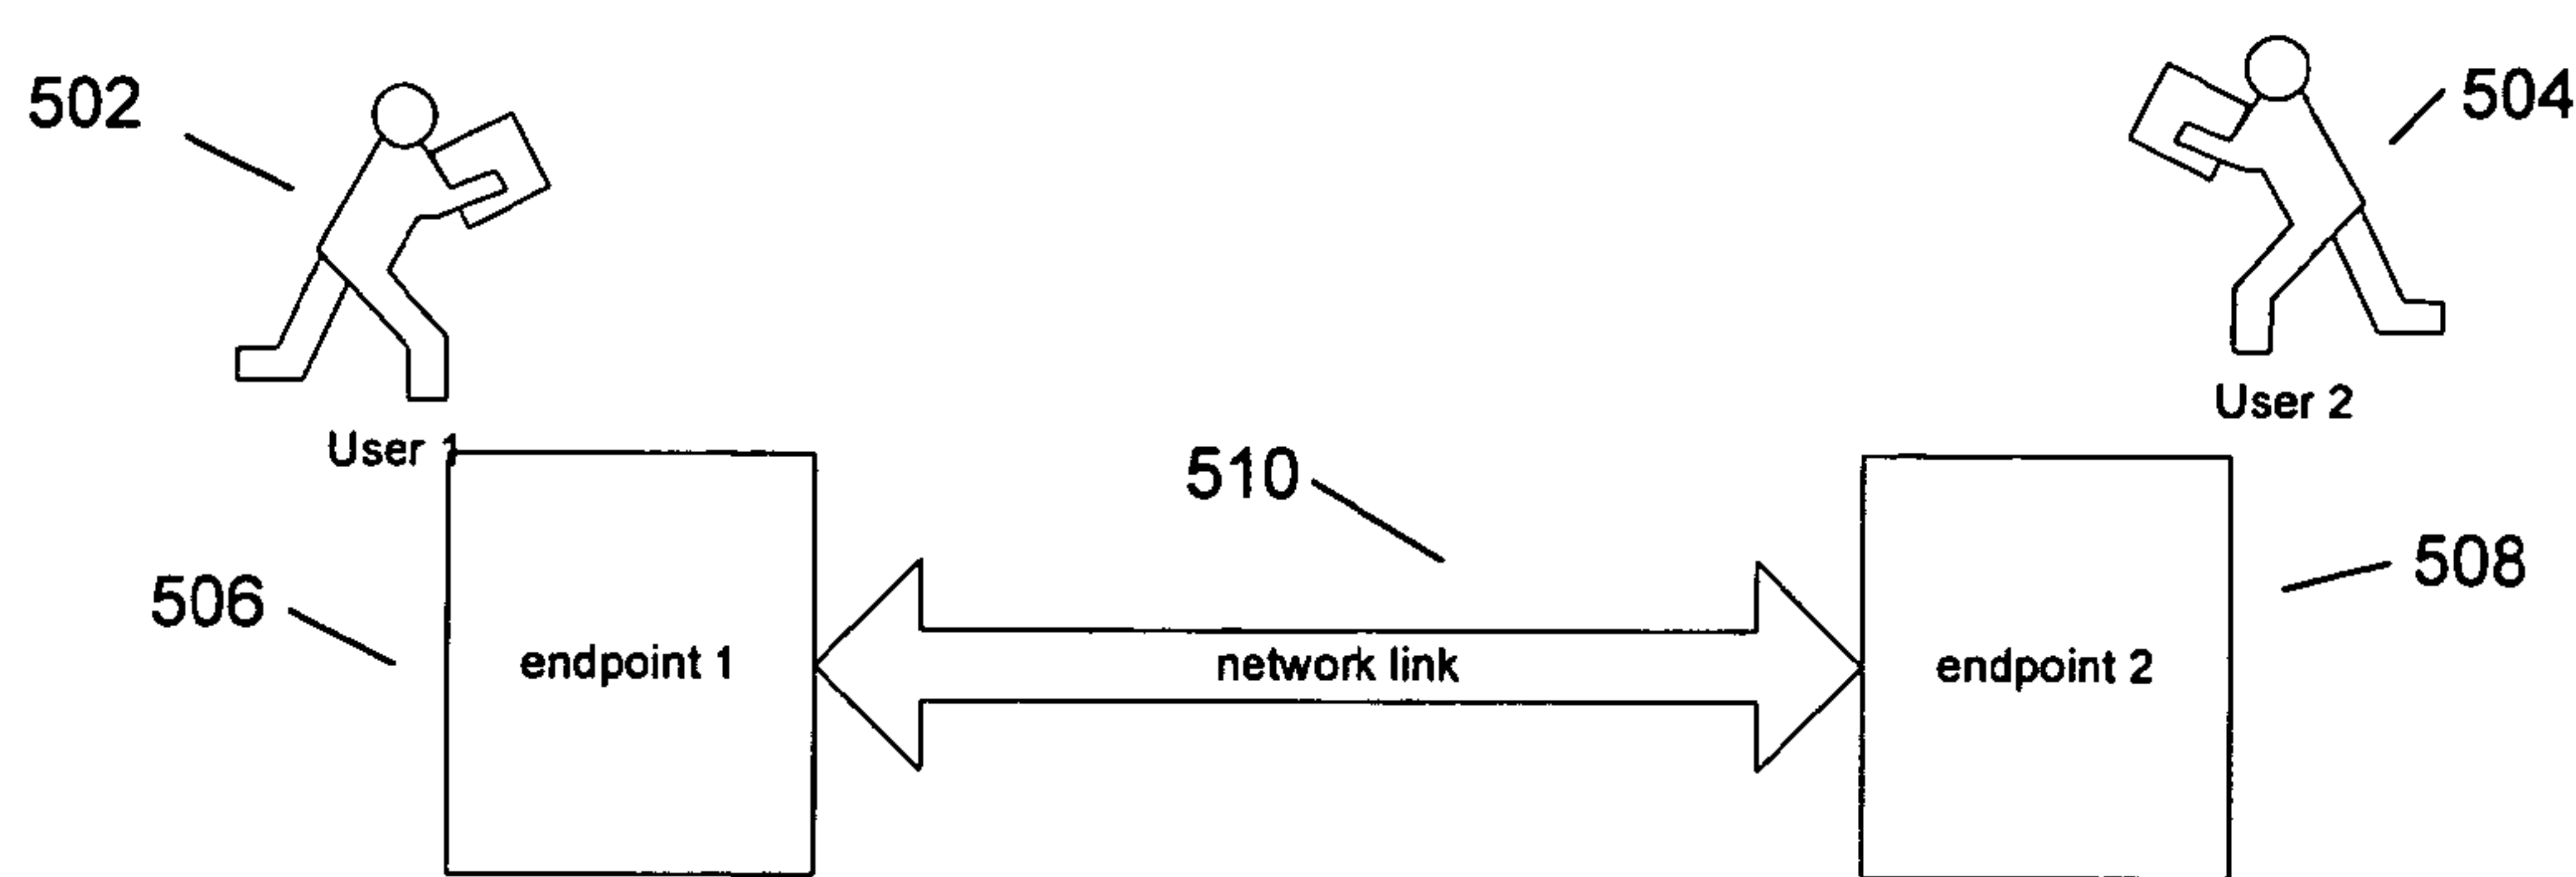 502
504
User 1
User 2
510
506
508
endpoint 1
network link
endpoint 2